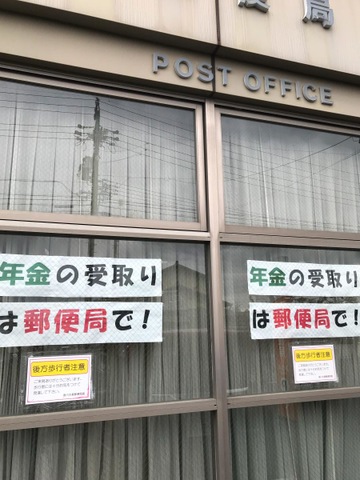 便局
POST OFFICE
年金の受取り
は郵便局で！
後方歩行者注意
年金の受取り
は郵便局で！
後方歩行者注意